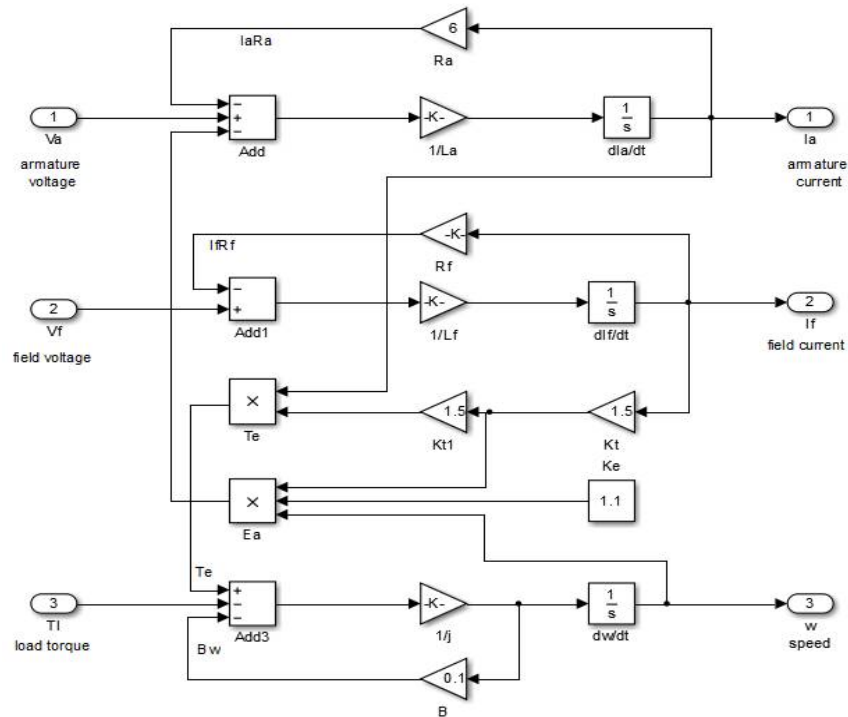 6
IaRa
Ra
−
1
+
-K-
1
s
1
Va
−
Add
1/La
dIa/dt
Ia
armature
voltage
armature
current
IfRf
-K-
Rf
−
2
+
-K-
1
s
2
Vf
Add1
1/Lf
dIf/dt
If
field voltage
field current
×
1.5
1.5
Te
Kt1
Kt
Ke
×
1.1
Ea
Te
+
3
−
-K-
1
s
3
Tl
−
Add3
1/j
dw/dt
w
load torque
speed
Bw
0.1
B